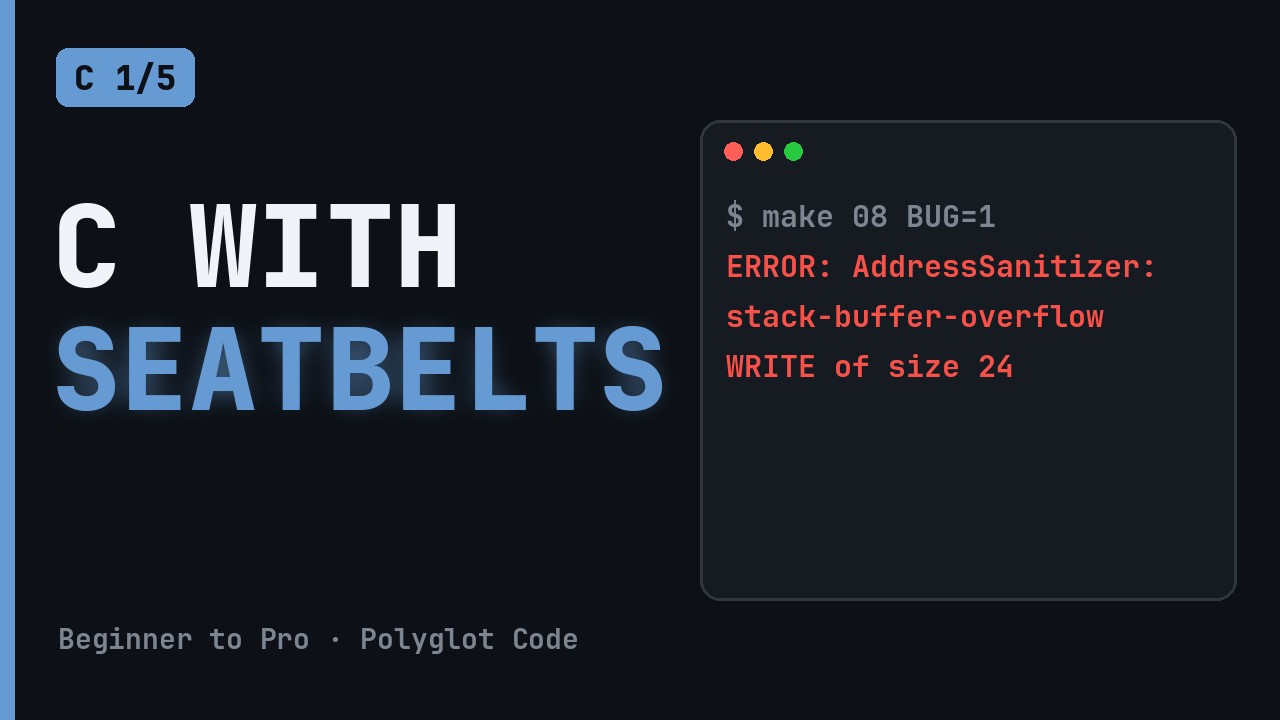 C 1/5
C WITH
SEATBELTS
$ make 08 BUG=1
ERROR: AddressSanitizer:
stack-buffer-overflow
WRITE of size 24
Beginner to Pro · Polyglot Code